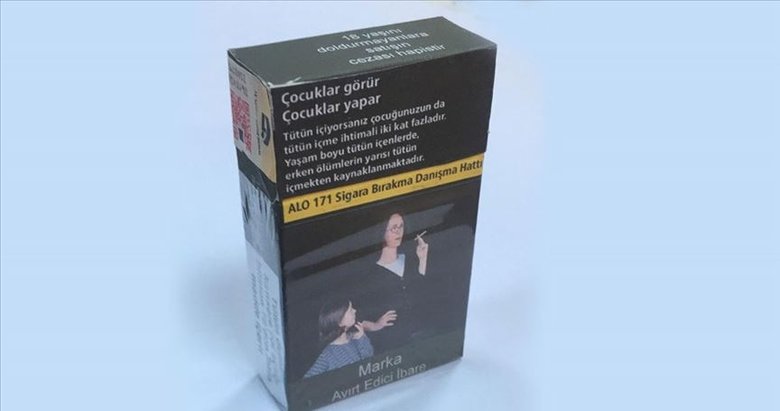 18 yaşını
doldurmayanlara
satışın
cezası hapistir
Çocuklar görür
Çocuklar yapar
Tütün içiyorsanız çocuğunuzun da
tütün içme ihtimali iki kat fazladır.
Yaşam boyu tütün içenlerde,
erken ölümlerin yarısı tütün
içmekten kaynaklanmaktadır.
ALO 171 Sigara Bırakma Danışma Hattı
Marka
Avırt Edici İbare